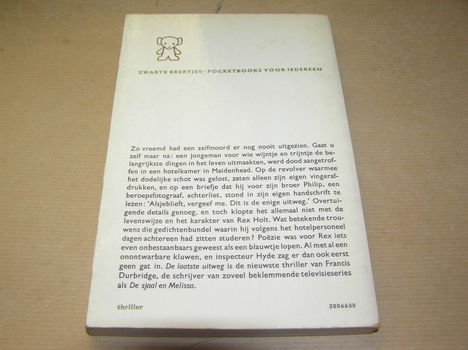 ZWARTE BEERTJES · POCKETBOOKS VOOR IEDEREEN
Zo vreemd had een zelfmoord er nog nooit uitgezien. Gaat u
zelf maar na: een jongeman voor wie wijntje en trijntje de be-
langrijkste dingen in het leven uitmaakten, werd dood aangetrof-
fen in een hotelkamer in Maidenhead. Op de revolver waarmee
het dodelijke schot was gelost, zaten alleen zijn eigen vingeraf-
drukken, en op een briefje dat hij voor zijn broer Philip, een
beroepsfotograaf, achterliet, stond in zijn eigen handschrift te
lezen: 'Alsjeblieft, vergeef me. Dit is de enige uitweg.' Overtui-
gende details genoeg, en toch klopte het allemaal niet met de
levenswijze en het karakter van Rex Holt. Wat betekende trou-
wens die gedichtenbundel waarin hij volgens het hotelpersoneel
dagen achtereen had zitten studeren? Poëzie was voor Rex iets
even onbestaanbaars geweest als een blauwtje lopen. Al met al een
onontwarbare kluwen, en inspecteur Hyde zag er dan ook eerst
geen gat in. De laatste uitweg is de nieuwste thriller van Francis
Durbridge, de schrijver van zoveel beklemmende televisieseries
als De sjaal en Melissa.
thriller
2006630